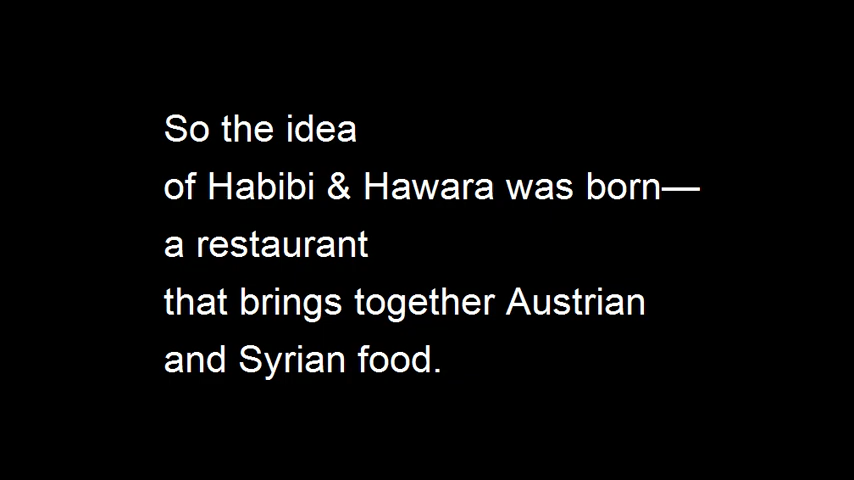 So the idea
of Habibi & Hawara was born—
a restaurant
that brings together Austrian
and Syrian food.